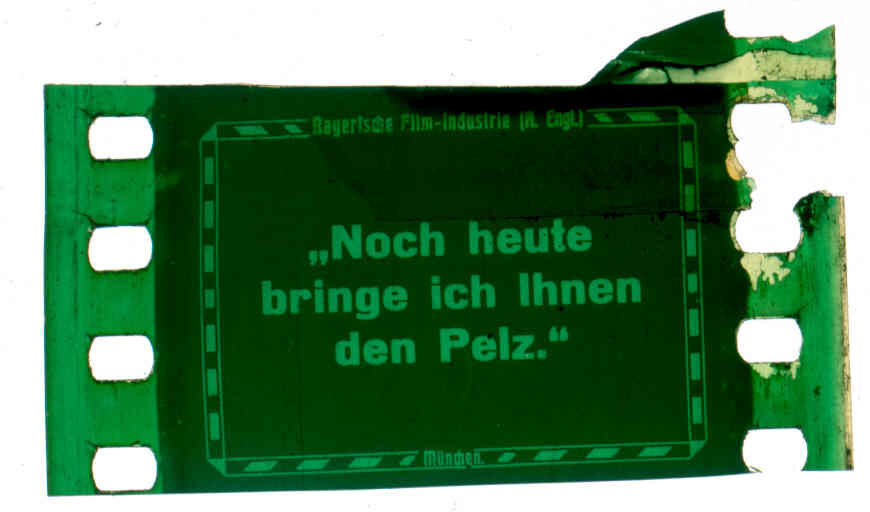 Bayerische Film-Industrie (A. Engl.)
„Noch heute
bringe ich Ihnen
den Pelz.“
München.